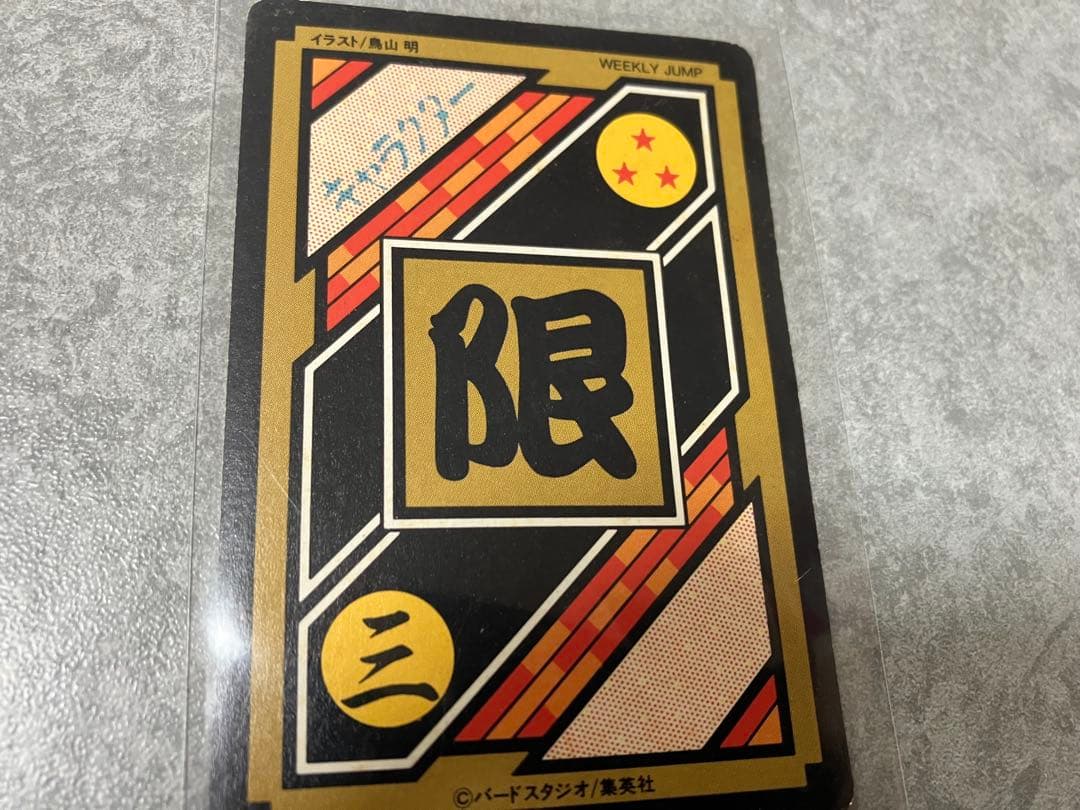 イラスト/鳥山 明
WEEKLY JUMP
キャラクター
限
三
©バードスタジオ/集英社